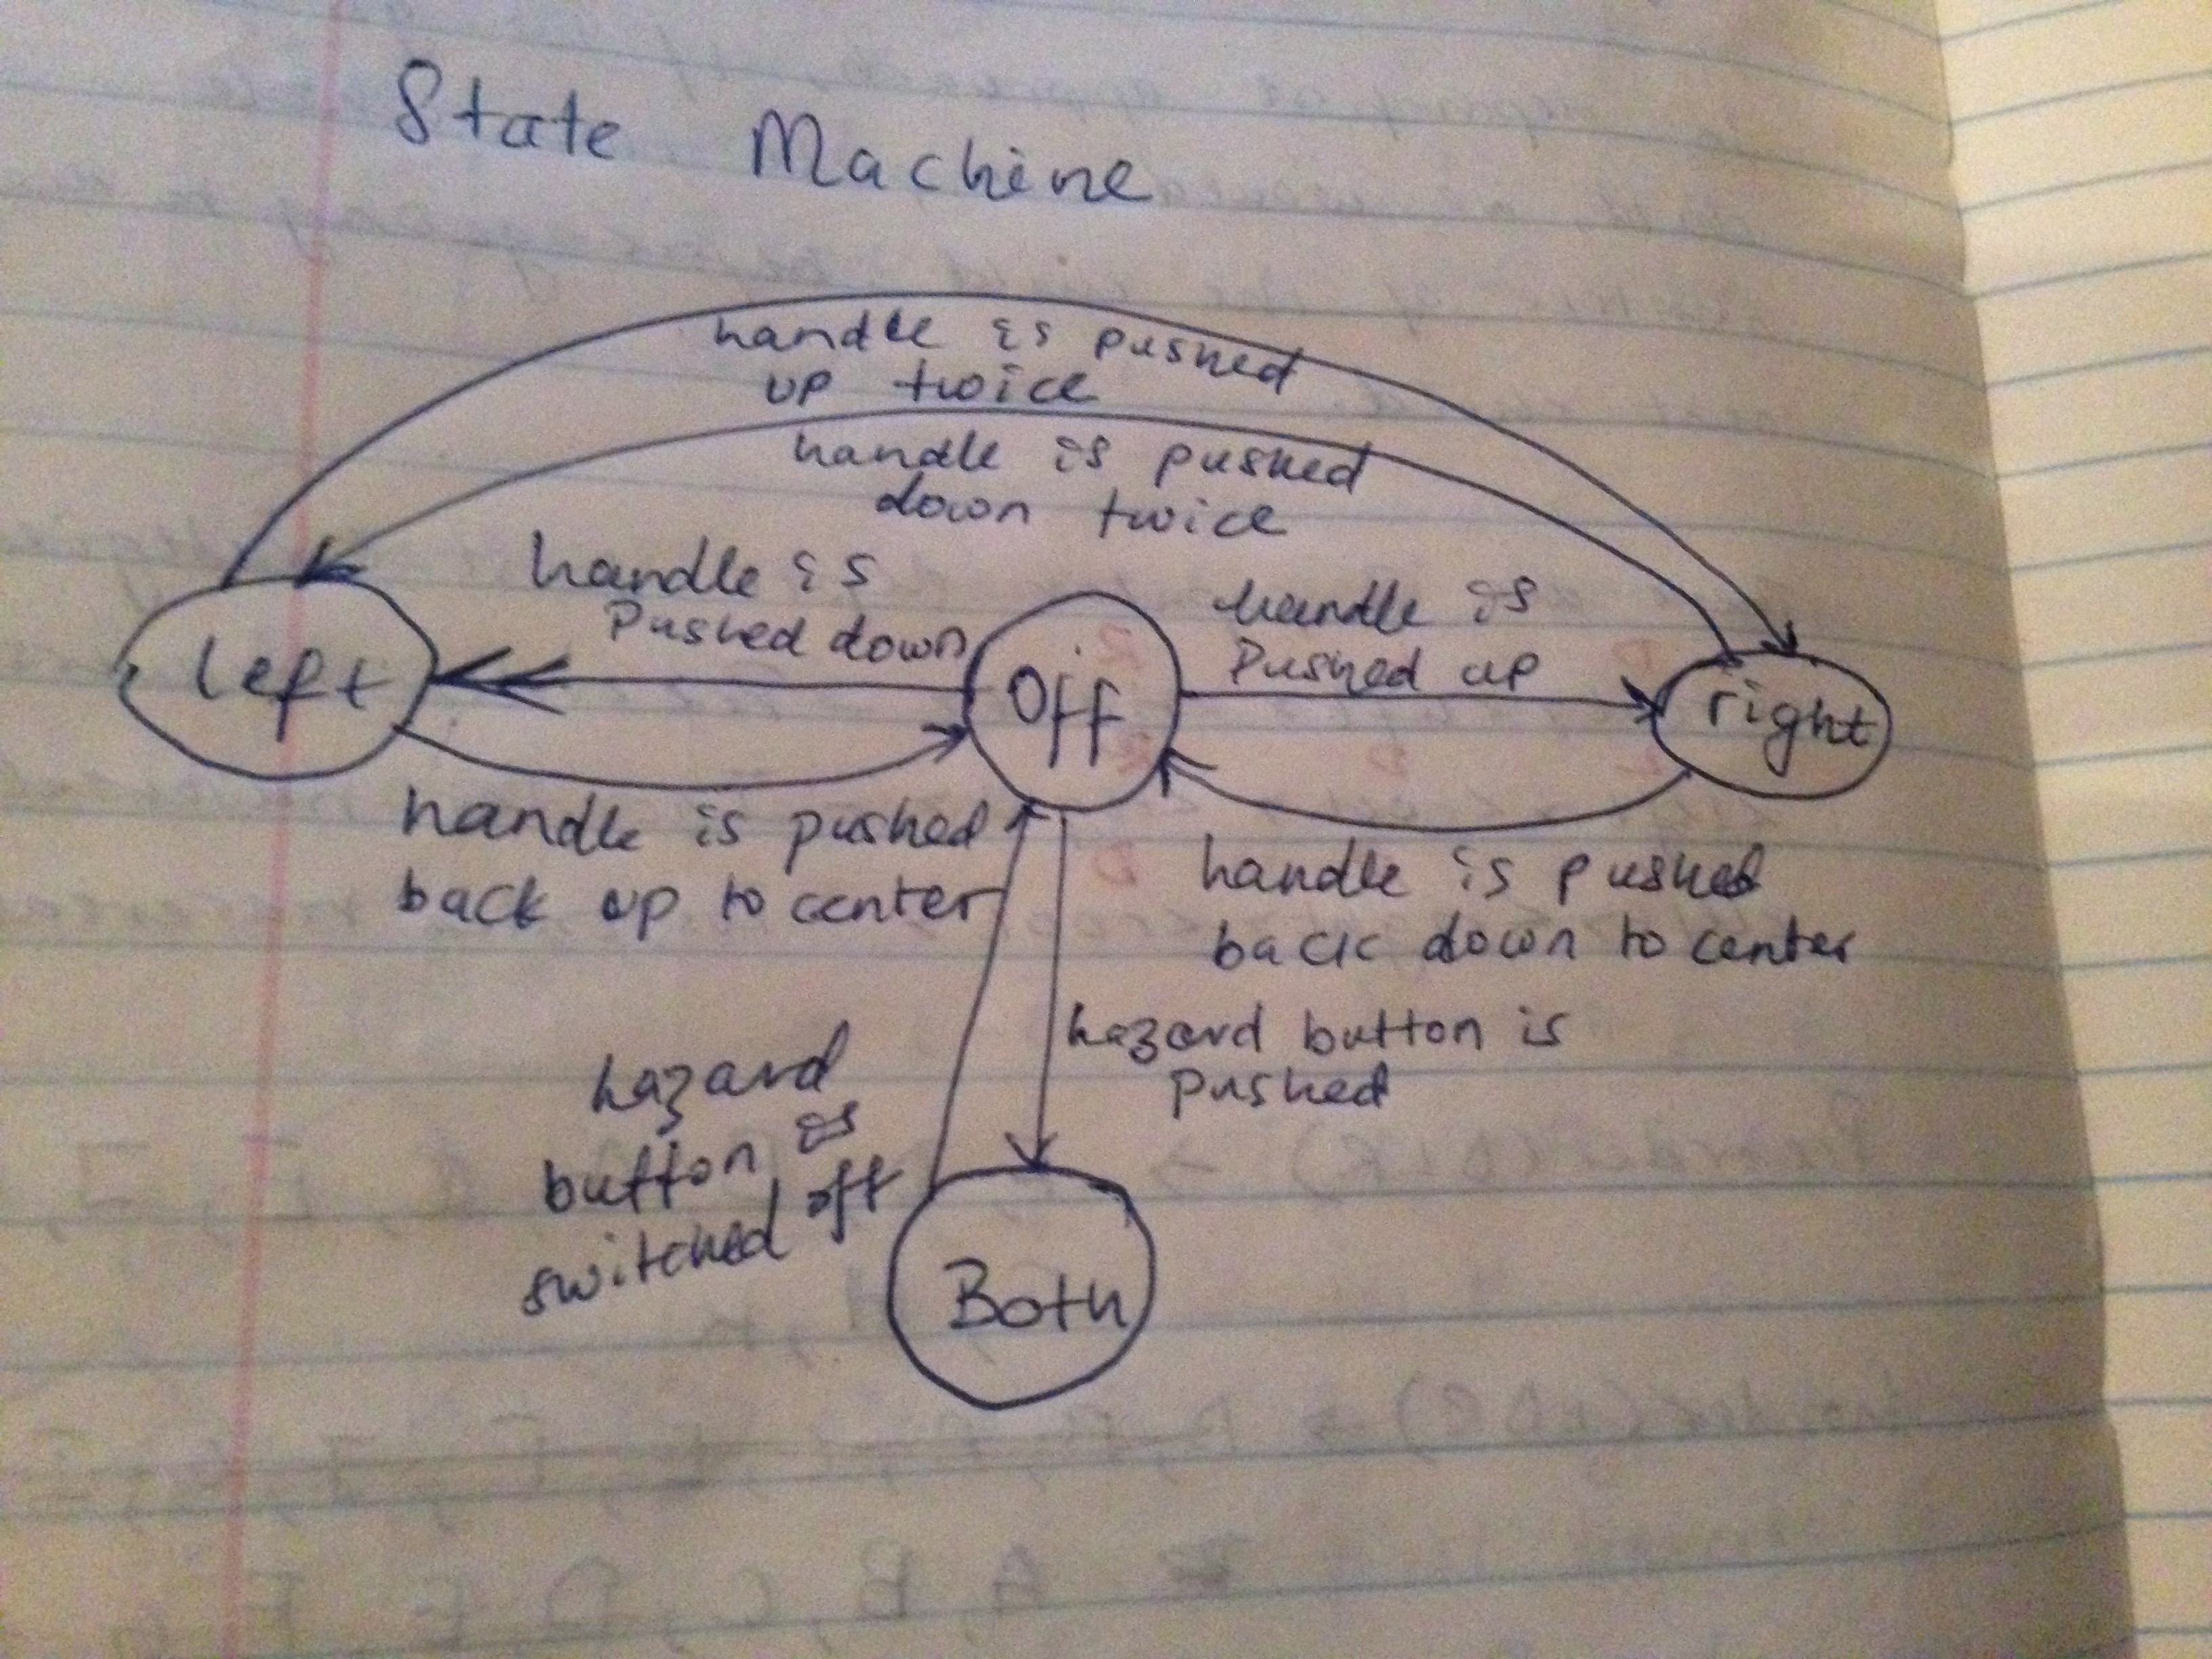 State Machine
handle is pushed
up twice
handle is pushed
down twice
handle is
pushed down
handle is
pushed up
left
Off
right
handle is pushed
back up to center
handle is pushed
back down to center
hazard
button is
switched off
hazard button is
pushed
Both